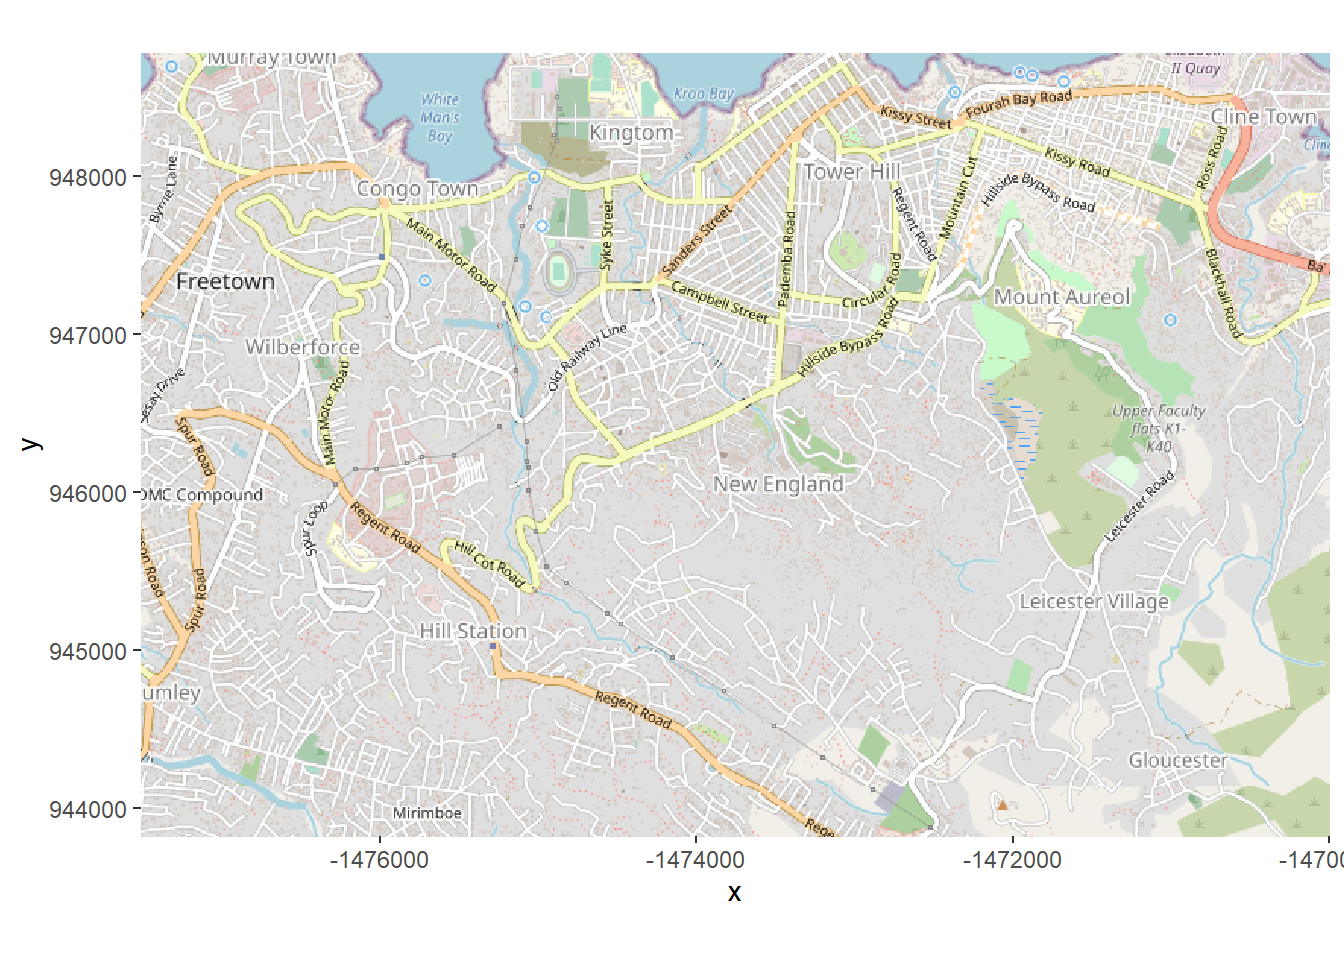 Murray Town
White
Man's
Bay
Kroo Bay
II Quay
Kingtom
Kissy Street
Fourah Bay Road
Cline Town
948000
Congo Town
Byrne Lane
Tower Hill
Kissy Road
Ross Road
Hillside Bypass Road
Mountain Cut
Regent Road
Main Motor Road
Syke Street
Sanders Street
Pademba Road
Freetown
Campbell Street
Circular Road
Mount Aureol
Blackhall Road
947000
Wilberforce
Old Railway Line
Hillside Bypass Road
Main Motor Road
Upper Faculty
flats K1-
K40
y
Spur Road
946000
OMC Compound
New England
Leicester Road
Spur Loop
Regent Road
Hill Cot Road
Spur Road
Leicester Village
945000
Hill Station
umley
Regent Road
Gloucester
944000
Mirimboe
Rege
-1476000
-1474000
-1472000
-14700
x